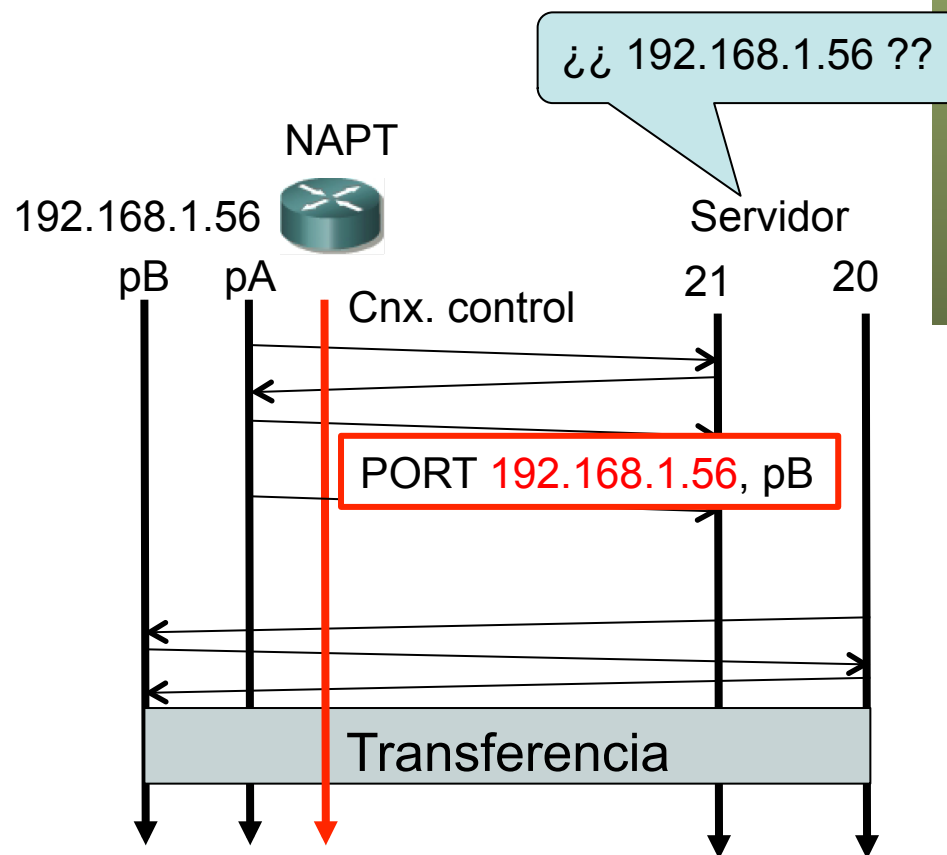 ¿¿ 192.168.1.56 ??
NAPT
192.168.1.56
Servidor
pB pA
21
20
Cnx. control
PORT 192.168.1.56, pB
Transferencia